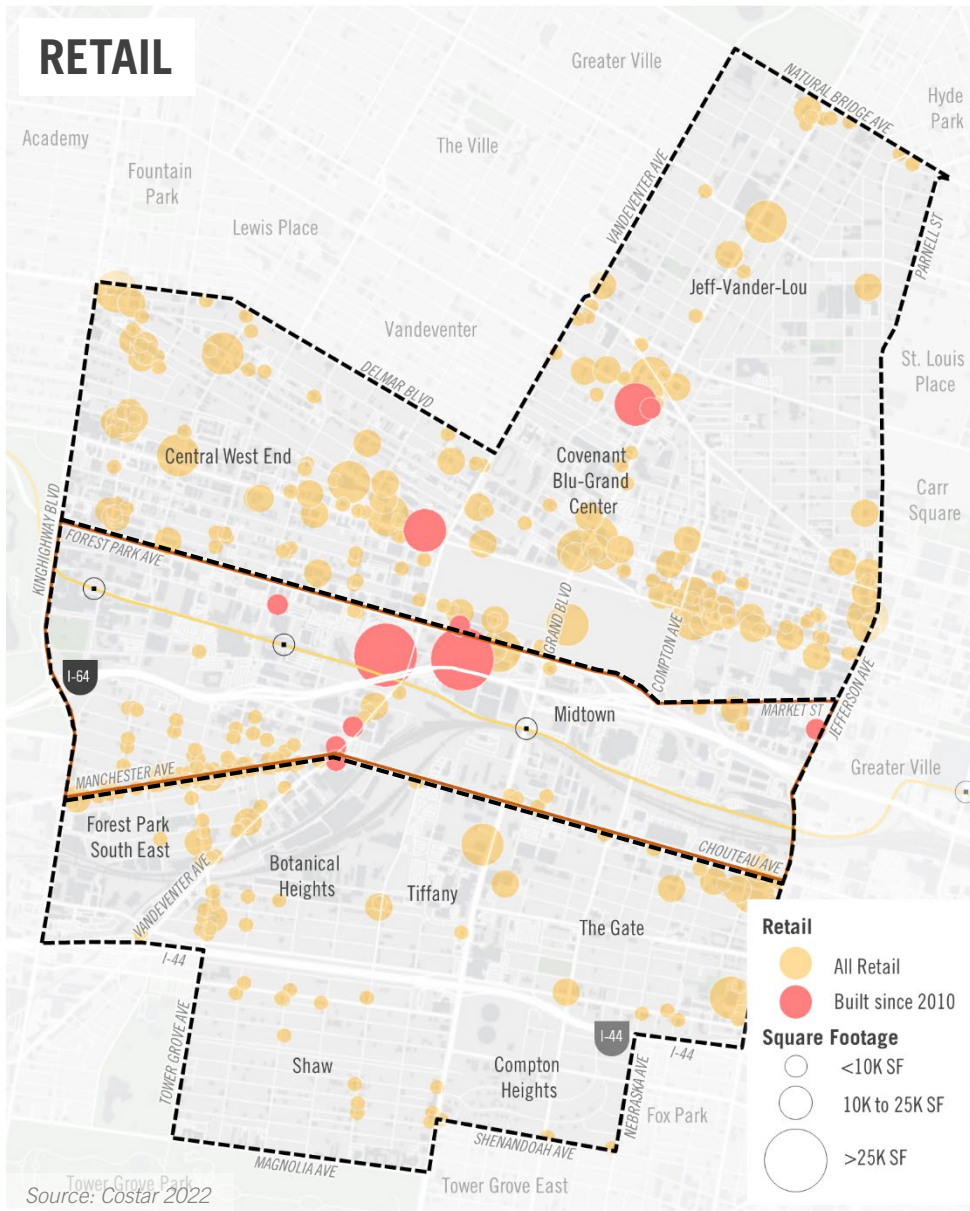 RETAIL
Greater Ville
NATURAL BRIDGE AVE
Hyde
Park
Academy
The Ville
Fountain
Park
VANDEVENTER AVE
Lewis Place
PARNELL ST
Jeff-Vander-Lou
Vandeventer
St. Louis
Place
DELMAR BLVD
Central West End
Covenant
Blu-Grand
Center
Carr
Square
KINGHIGHWAY BLVD
FOREST PARK AVE
GRAND BLVD
COMPTON AVE
I-64
JEFFERSON AVE
MARKET ST
Midtown
Greater Ville
MANCHESTER AVE
Forest Park
South East
CHOUTEAU AVE
VANDEVENTER AVE
Botanical
Heights
Tiffany
The Gate
I-44
Retail
All Retail
Built since 2010
Square Footage
<10K SF
10K to 25K SF
>25K SF
I-44
I-44
TOWER GROVE AVE
Shaw
Compton
Heights
NEBRASKA AVE
Fox Park
SHENANDOAH AVE
MAGNOLIA AVE
Tower Grove Park
Tower Grove East
Source: Costar 2022